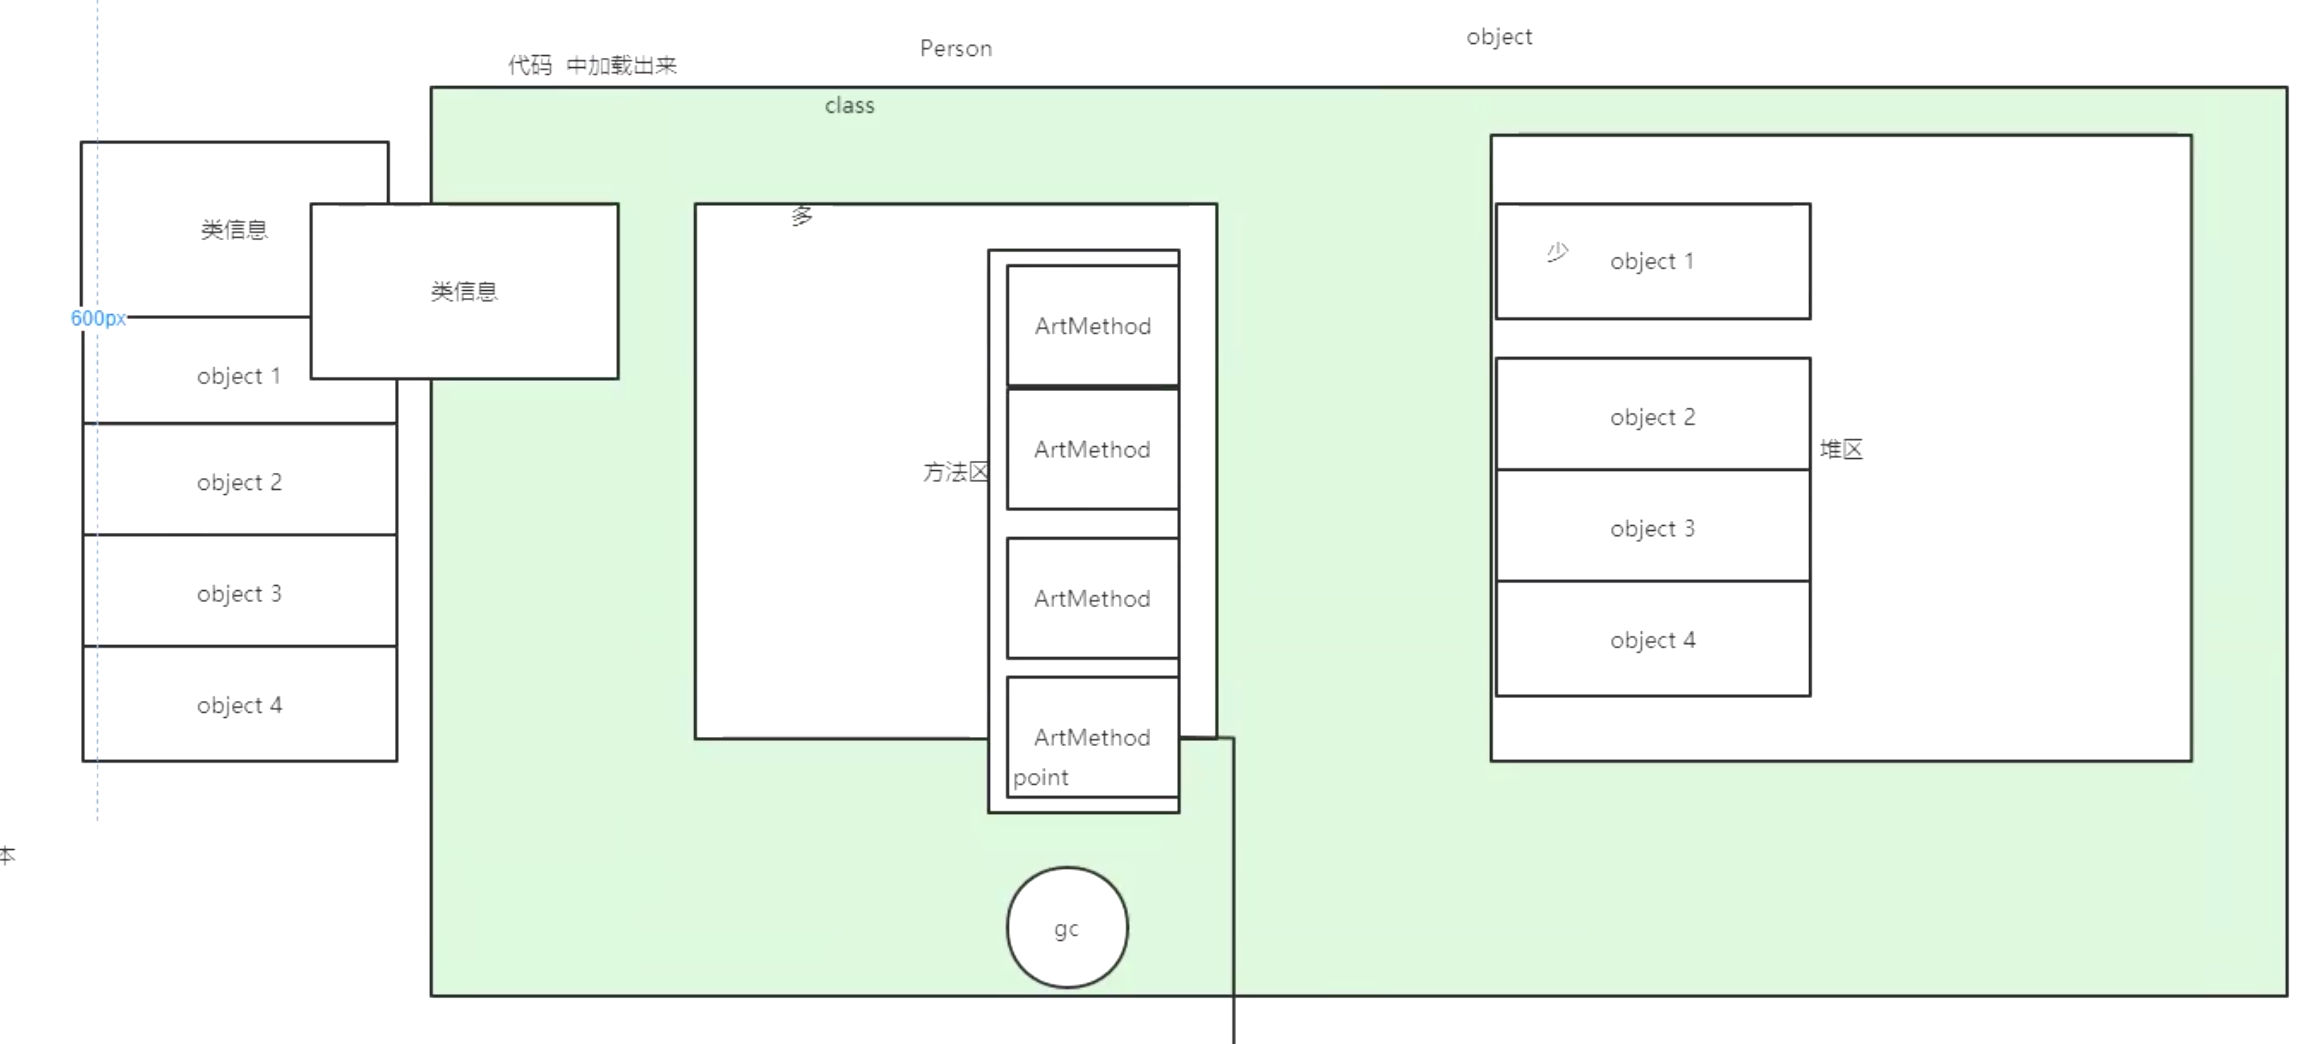 Person
object
代码 中加载出来
class
类信息
类信息
600px
object 1
object 2
object 3
object 4
多
方法区
ArtMethod
ArtMethod
ArtMethod
ArtMethod
point
gc
少
object 1
object 2
object 3
object 4
堆区
本